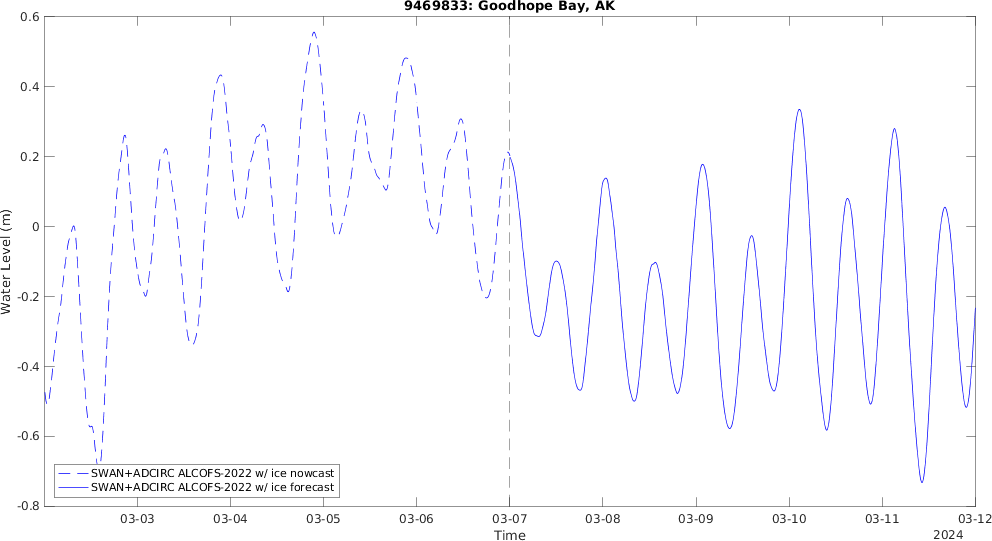 9469833: Goodhope Bay, AK
0.6
0.4
0.2
0
-0.2
-0.4
-0.6
-0.8
Water Level (m)
SWAN+ADCIRC ALCOFS-2022 w/ ice nowcast
SWAN+ADCIRC ALCOFS-2022 w/ ice forecast
03-03 03-04 03-05 03-06 03-07 03-08 03-09 03-10 03-11 03-12
Time
2024